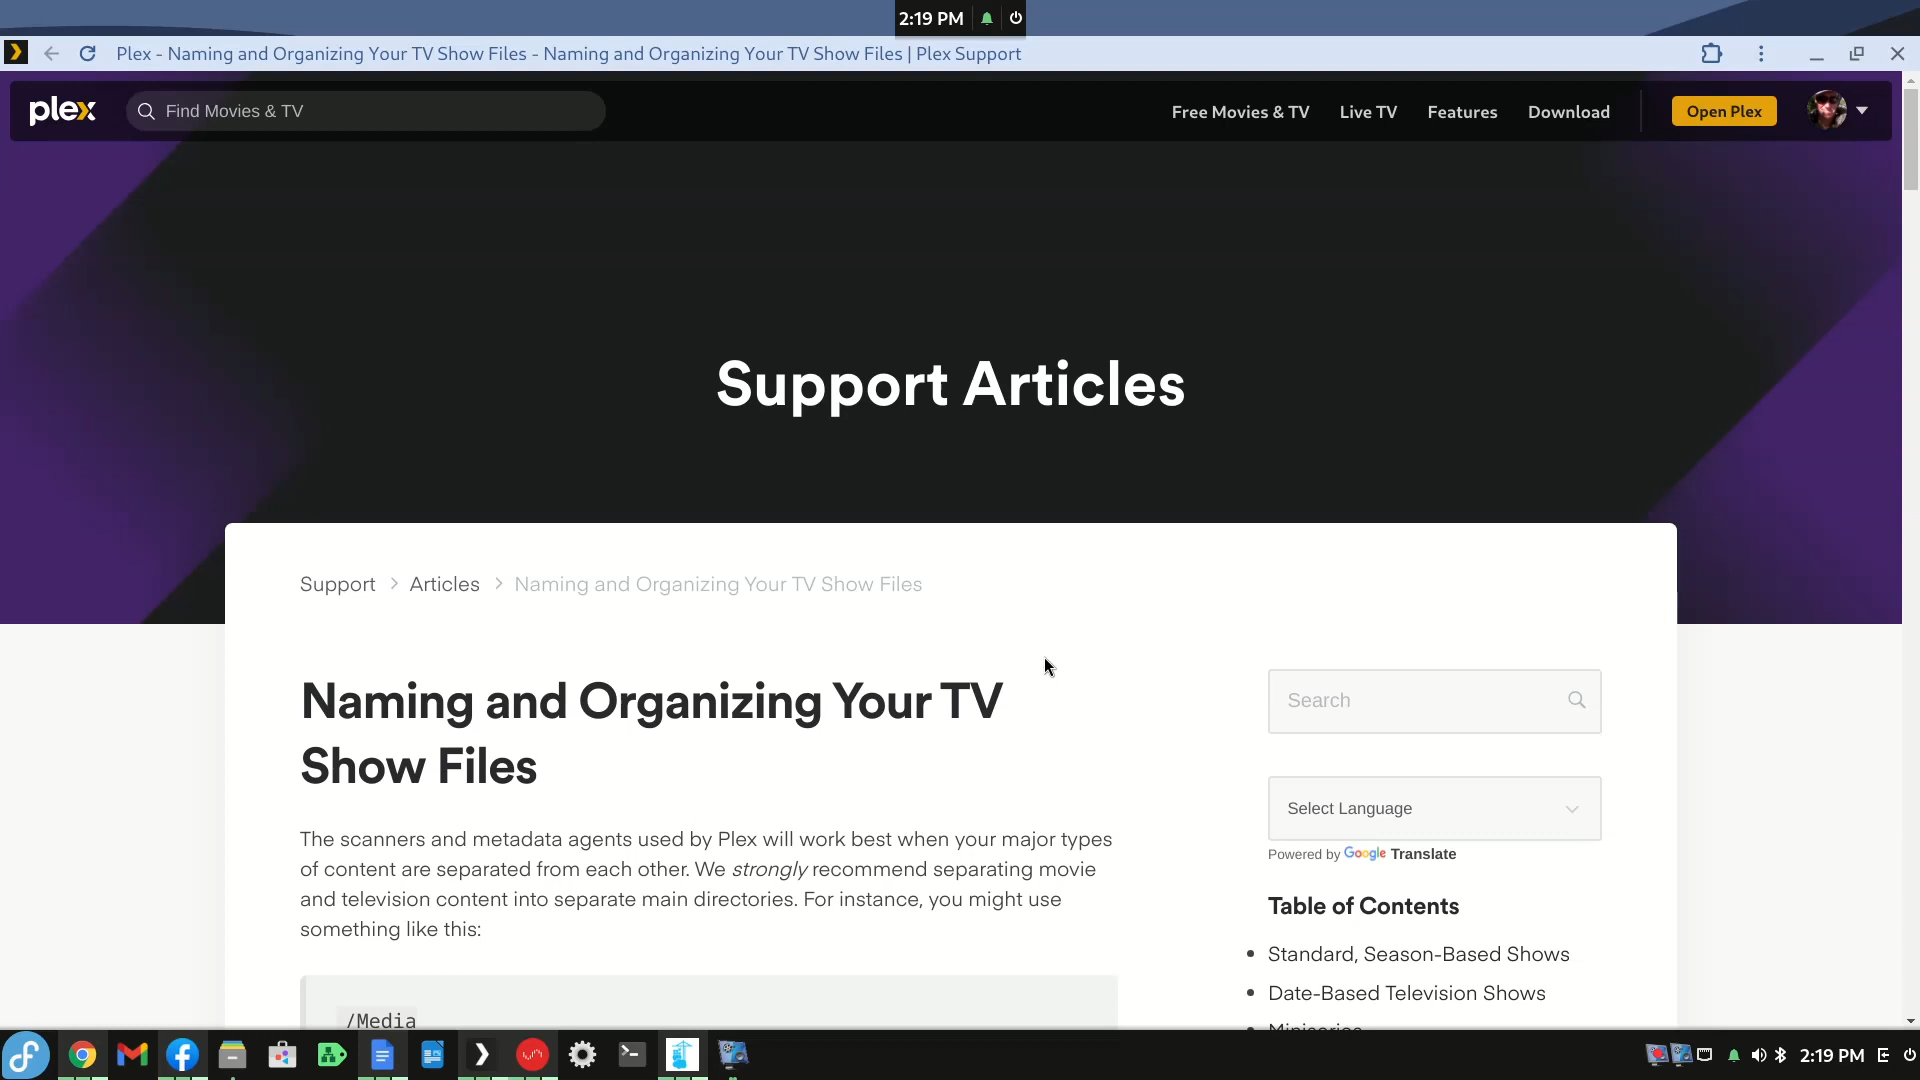 2:19 PM
Plex - Naming and Organizing Your TV Show Files - Naming and Organizing Your TV Show Files | Plex Support
plex
Find Movies & TV
Free Movies & TV
Live TV
Features
Download
Open Plex
Support Articles
Support
Articles
Naming and Organizing Your TV Show Files
Naming and Organizing Your TV
Show Files
The scanners and metadata agents used by Plex will work best when your major types
of content are separated from each other. We strongly recommend separating movie
and television content into separate main directories. For instance, you might use
something like this:
/Media
Search
Select Language
Powered by Google Translate
Table of Contents
Standard, Season-Based Shows
Date-Based Television Shows
Miniseries
2:19 PM